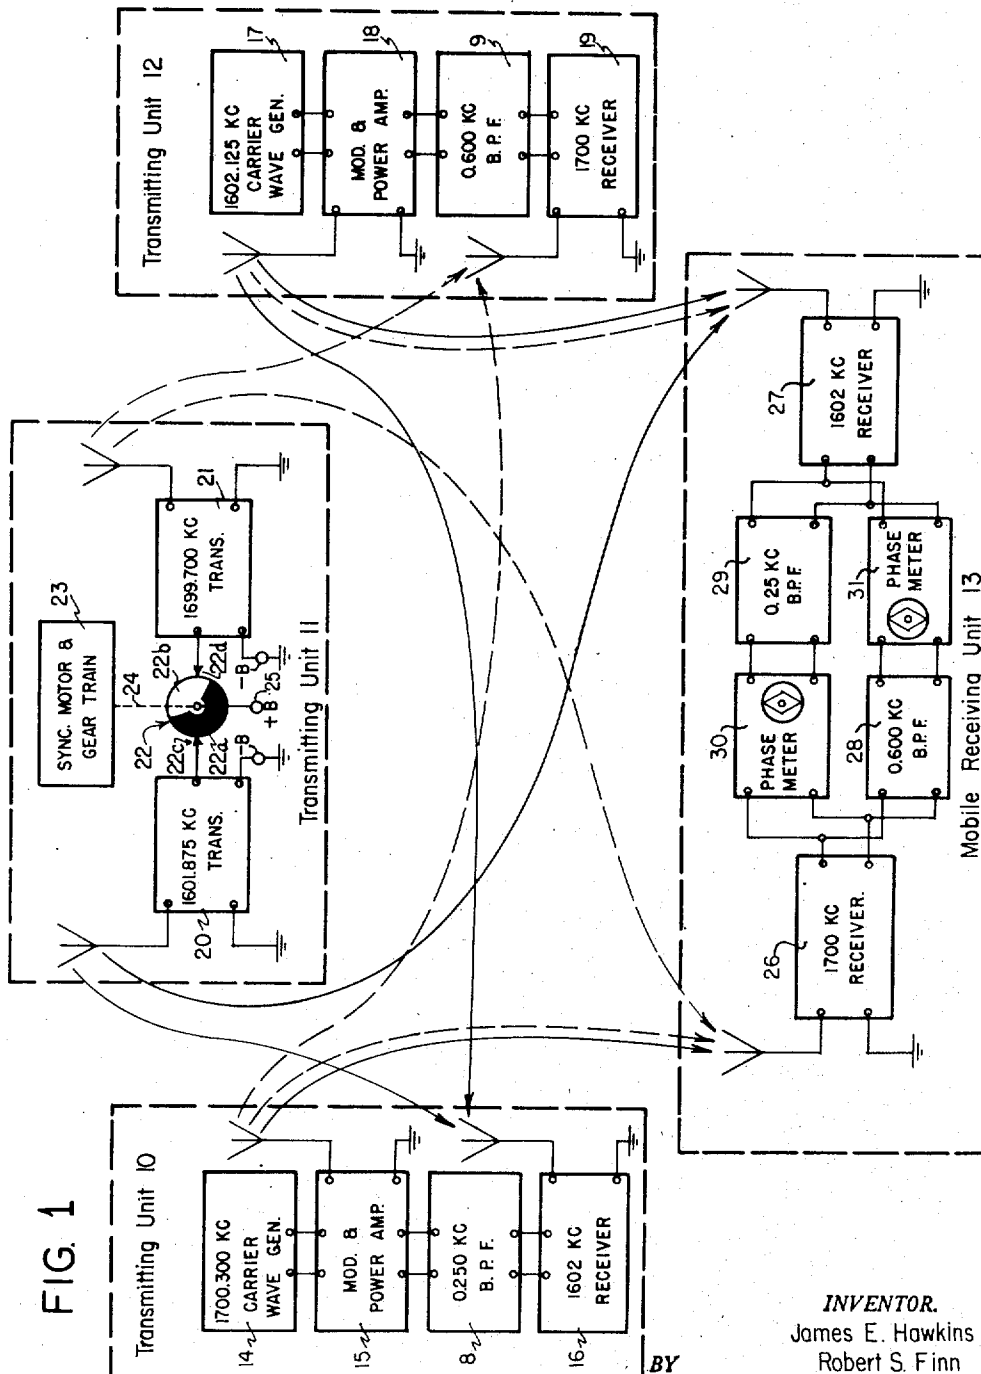 FIG. 1
Transmitting Unit 10
14
1700.300 KC
CARRIER
WAVE GEN.
15
MOD. &
POWER AMP.
8
0.250 KC
B.P.F.
16
1602 KC
RECEIVER
Transmitting Unit 11
SYNC. MOTOR &
GEAR TRAIN
23
24
20
1601.875 KC
TRANS.
22
22a
22b
22c
22d
-B
+B
25
-B
1699.700 KC
TRANS.
21
Transmitting Unit 12
1602.125 KC
CARRIER
WAVE GEN.
17
MOD. &
POWER AMP.
18
0.600 KC
B.P.F.
9
1700 KC
RECEIVER
19
26
1700 KC
RECEIVER.
30
PHASE
METER
29
0.25 KC
B.P.F.
28
0.600 KC
B.P.F.
31
PHASE
METER
27
1602 KC
RECEIVER
Mobile Receiving Unit 13
INVENTOR.
James E. Hawkins
Robert S. Finn
BY